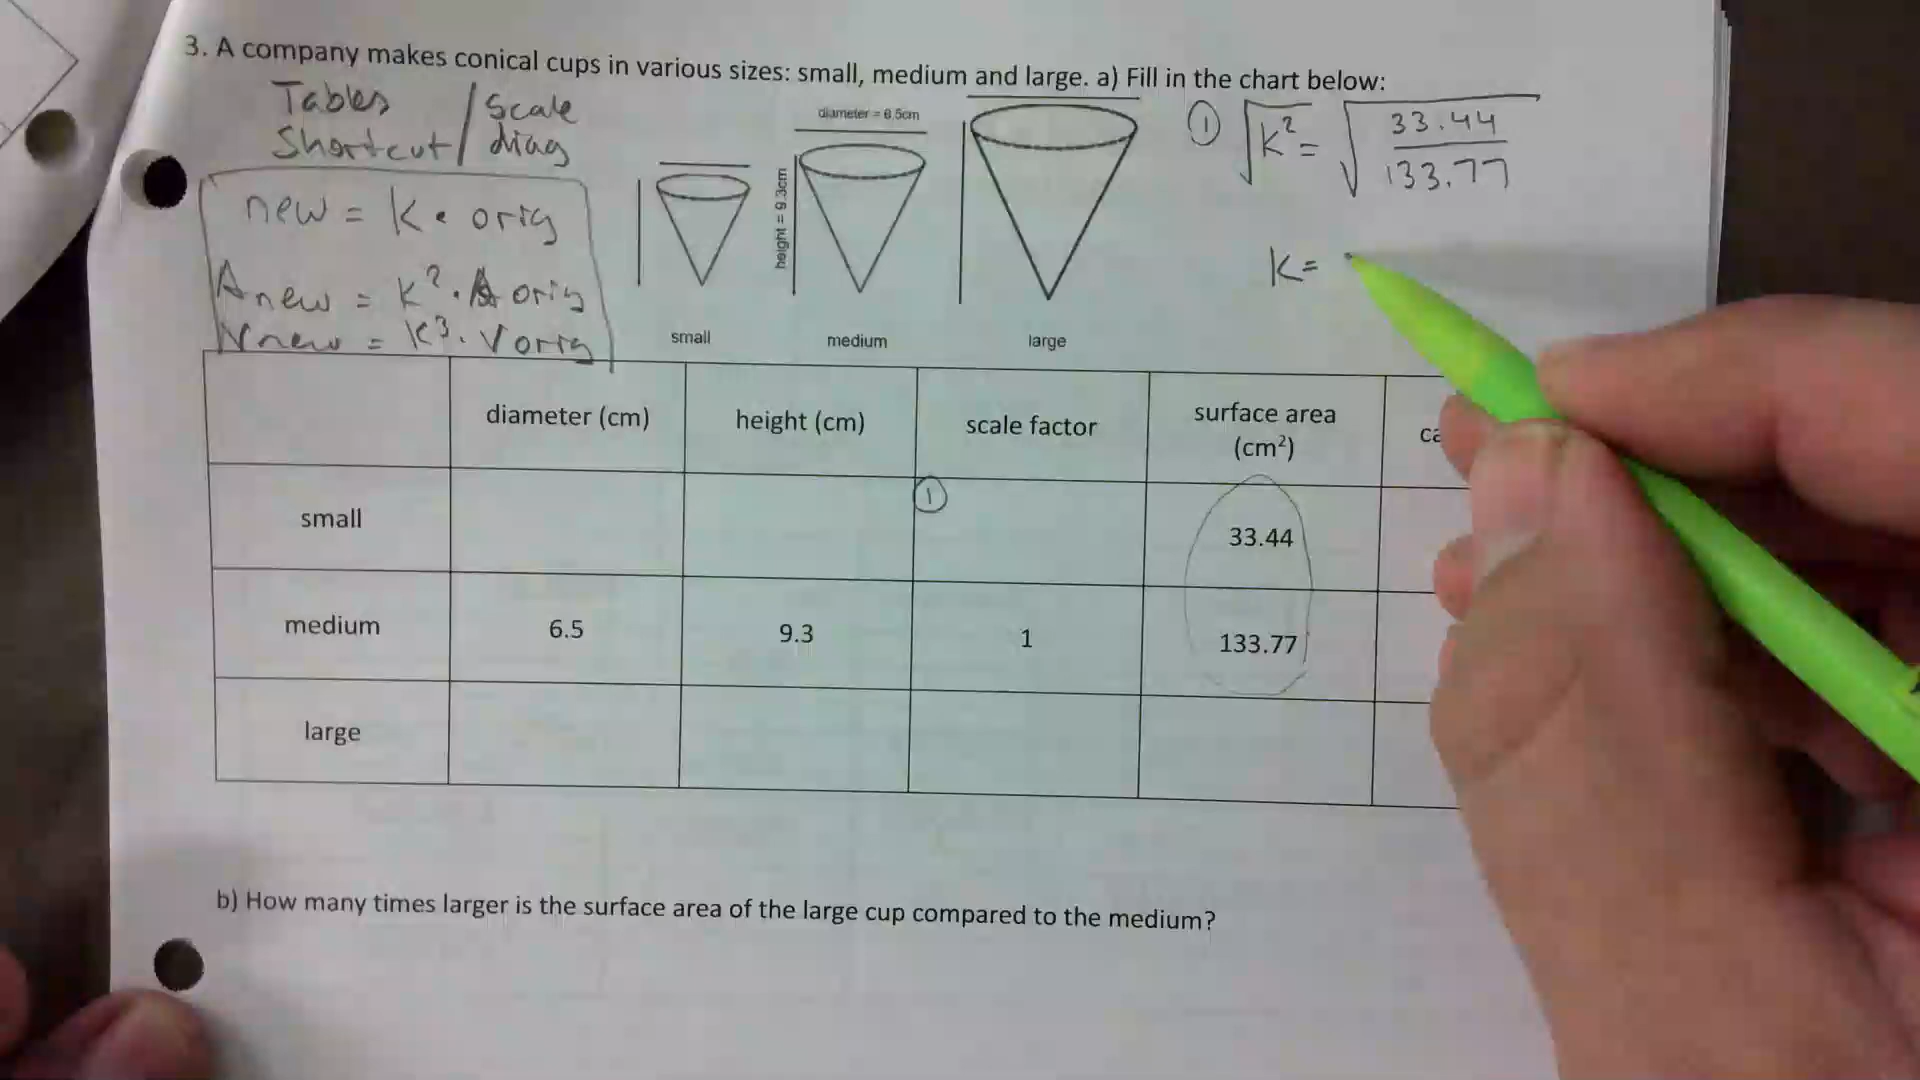 3. A company makes conical cups in various sizes: small, medium and large. a) Fill in the chart below:
Tables / Scale
Shortcut / diag
new = k • orig
Anew = k². A orig
Vnew = k³. V orig
diameter = 6.5cm
height = 9.3cm
small
medium
large
① √k² = √33.44/133.77
k =
diameter (cm) height (cm) scale factor surface area (cm²)
small ① 33.44
medium 6.5 9.3 1 133.77
large
b) How many times larger is the surface area of the large cup compared to the medium?